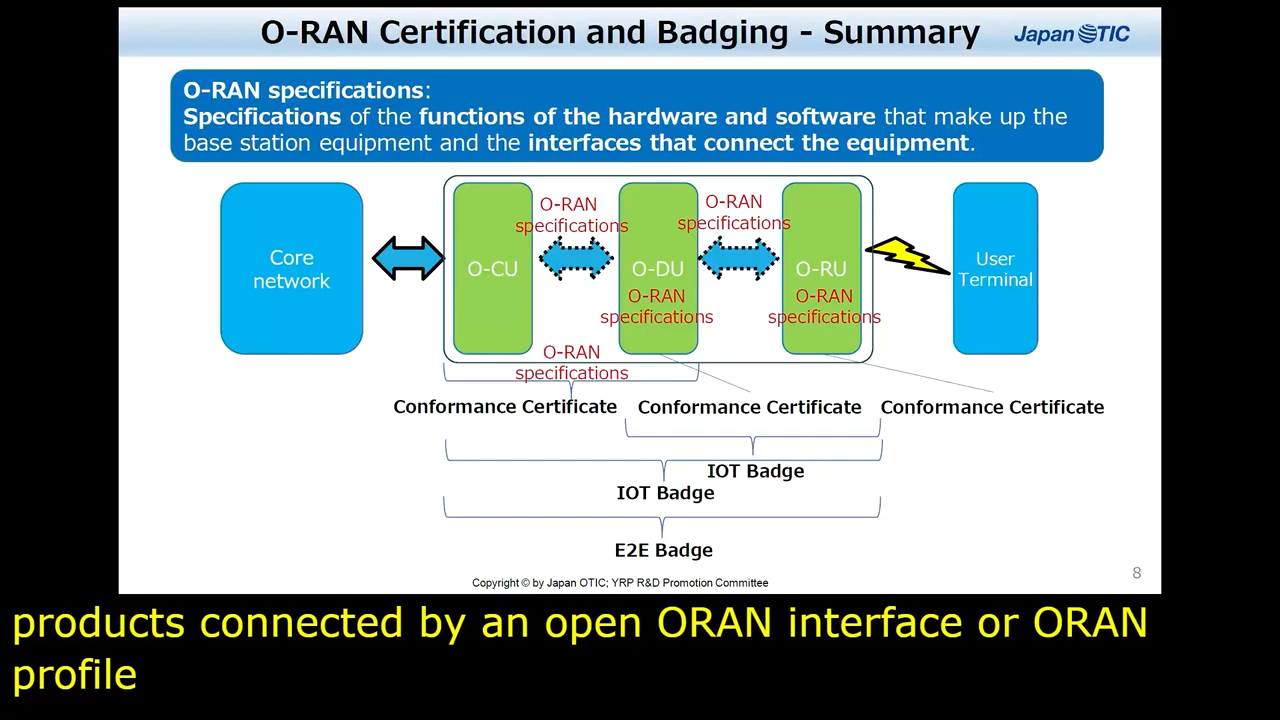 O-RAN Certification and Badging - Summary
Japan OTIC
O-RAN specifications:
Specifications of the functions of the hardware and software that make up the
base station equipment and the interfaces that connect the equipment.
O-RAN
specifications
O-RAN
specifications
Core
network
O-CU
O-DU
O-RU
User
Terminal
O-RAN
specifications
O-RAN
specifications
O-RAN
specifications
Conformance Certificate
Conformance Certificate
Conformance Certificate
IOT Badge
IOT Badge
E2E Badge
Copyright © by Japan OTIC; YRP R&D Promotion Committee
8
products connected by an open ORAN interface or ORAN
profile